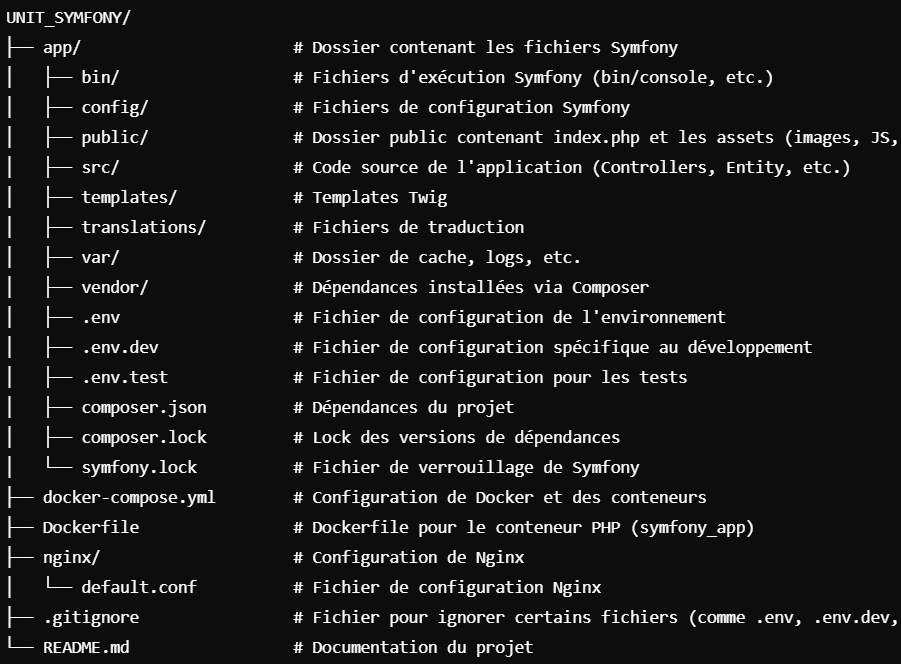 UNIT_SYMFONY/
├── app/                 # Dossier contenant les fichiers Symfony
│   ├── bin/             # Fichiers d'exécution Symfony (bin/console, etc.)
│   ├── config/          # Fichiers de configuration Symfony
│   ├── public/          # Dossier public contenant index.php et les assets (images, JS,
│   ├── src/             # Code source de l'application (Controllers, Entity, etc.)
│   ├── templates/       # Templates Twig
│   ├── translations/    # Fichiers de traduction
│   ├── var/             # Dossier de cache, logs, etc.
│   ├── vendor/          # Dépendances installées via Composer
│   ├── .env             # Fichier de configuration de l'environnement
│   ├── .env.dev         # Fichier de configuration spécifique au développement
│   ├── .env.test        # Fichier de configuration pour les tests
│   ├── composer.json    # Dépendances du projet
│   ├── composer.lock    # Lock des versions de dépendances
│   └── symfony.lock     # Fichier de verrouillage de Symfony
├── docker-compose.yml   # Configuration de Docker et des conteneurs
├── Dockerfile           # Dockerfile pour le conteneur PHP (symfony_app)
├── nginx/               # Configuration de Nginx
│   └── default.conf     # Fichier de configuration Nginx
├── .gitignore           # Fichier pour ignorer certains fichiers (comme .env, .env.dev,
└── README.md            # Documentation du projet